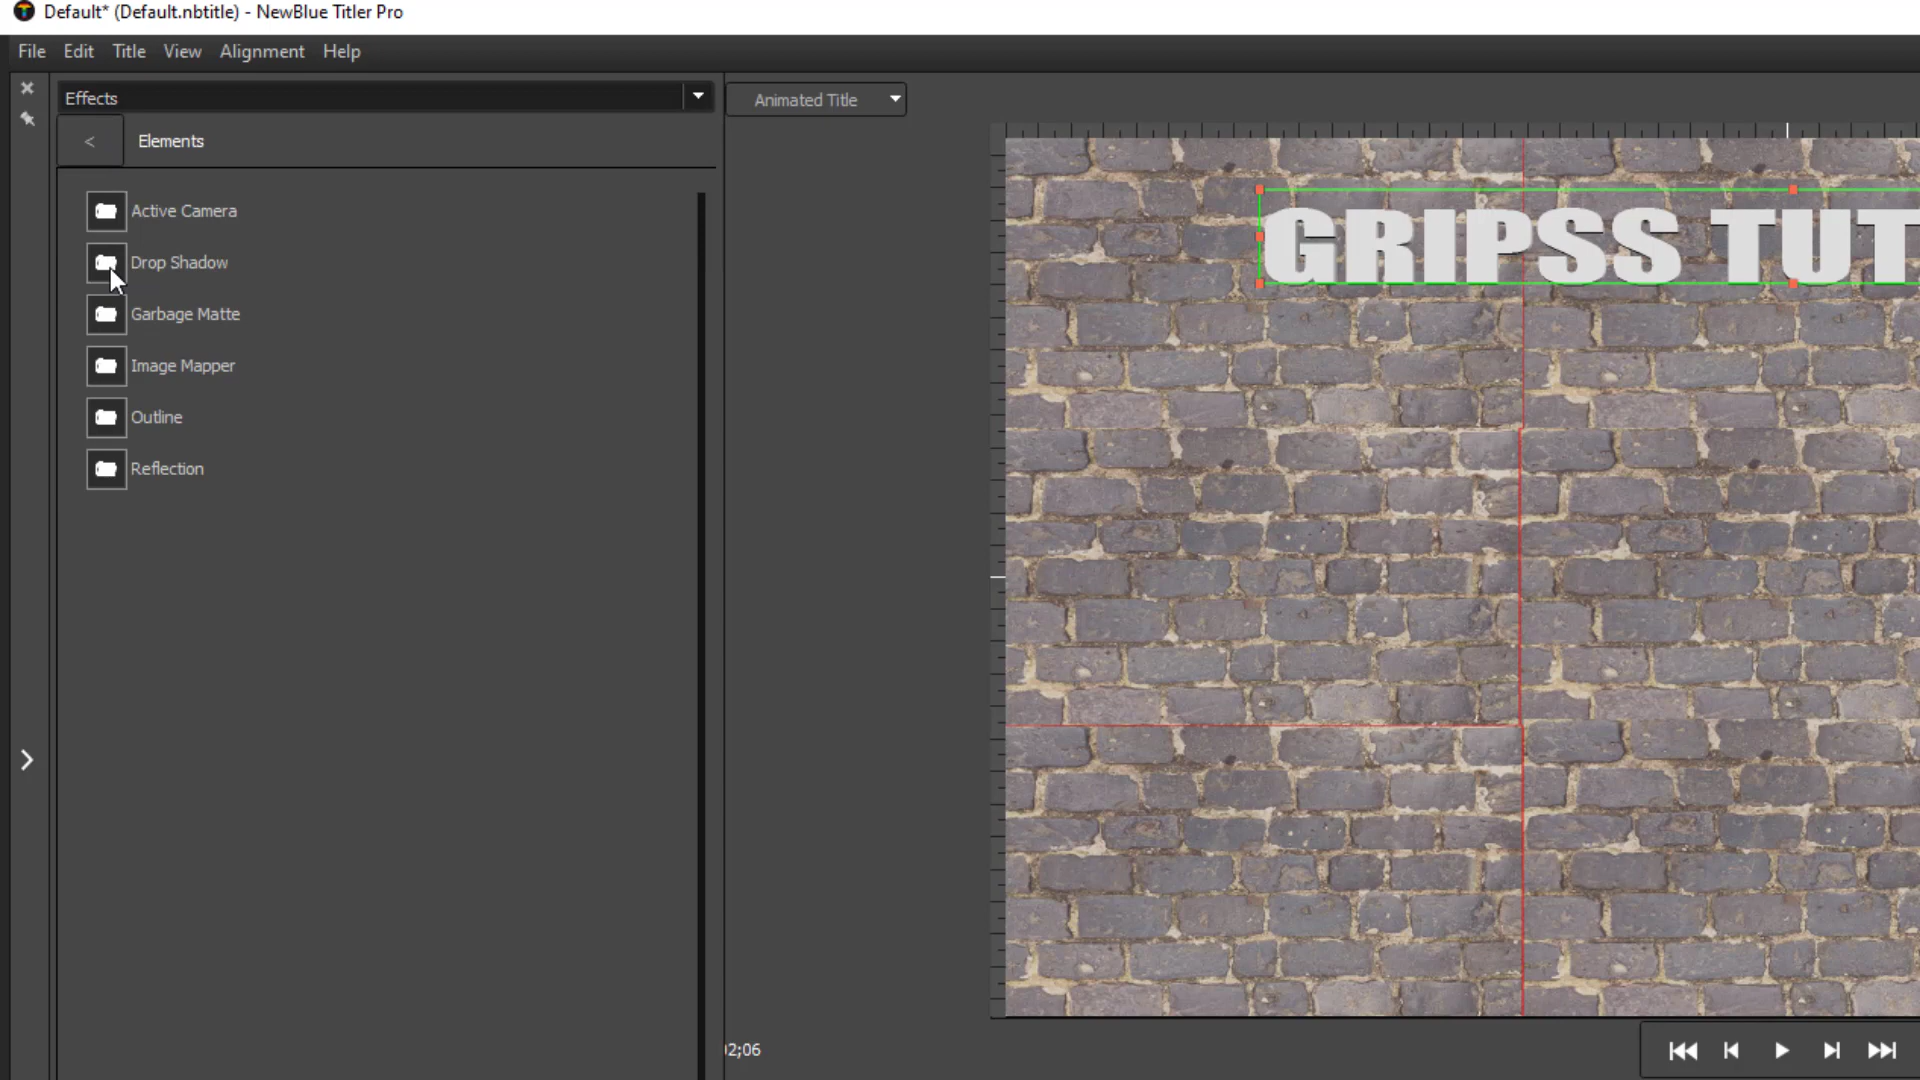 Default* (Default.nbtitle) - NewBlue Titler Pro
File Edit Title View Alignment Help
Effects
Animated Title
< Elements
Active Camera
Drop Shadow
Garbage Matte
Image Mapper
Outline
Reflection
GRIPSS TUT
02;06